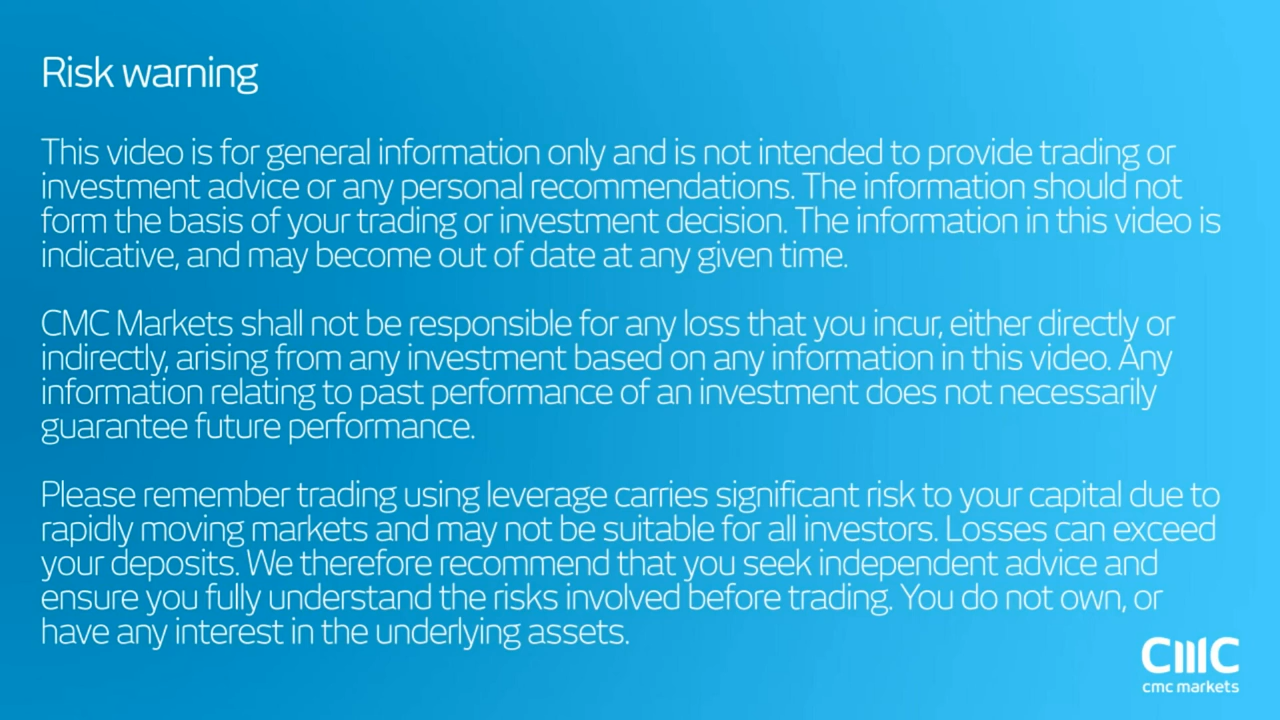 Risk warning
This video is for general information only and is not intended to provide trading or
investment advice or any personal recommendations. The information should not
form the basis of your trading or investment decision. The information in this video is
indicative, and may become out of date at any given time.
CMC Markets shall not be responsible for any loss that you incur, either directly or
indirectly, arising from any investment based on any information in this video. Any
information relating to past performance of an investment does not necessarily
guarantee future performance.
Please remember trading using leverage carries significant risk to your capital due to
rapidly moving markets and may not be suitable for all investors. Losses can exceed
your deposits. We therefore recommend that you seek independent advice and
ensure you fully understand the risks involved before trading. You do not own, or
have any interest in the underlying assets.
CMC
cmc markets